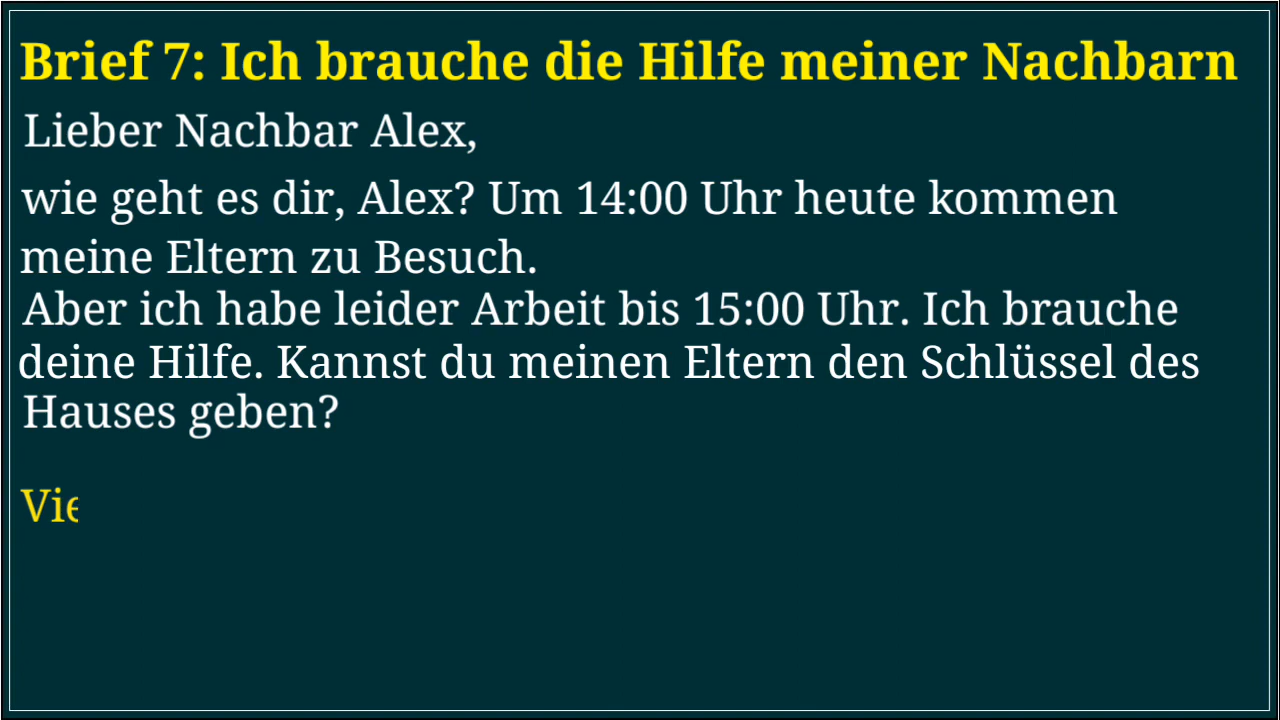 Brief 7: Ich brauche die Hilfe meiner Nachbarn
Lieber Nachbar Alex,
wie geht es dir, Alex? Um 14:00 Uhr heute kommen
meine Eltern zu Besuch.
Aber ich habe leider Arbeit bis 15:00 Uhr. Ich brauche
deine Hilfe. Kannst du meinen Eltern den Schlüssel des
Hauses geben?
Vie